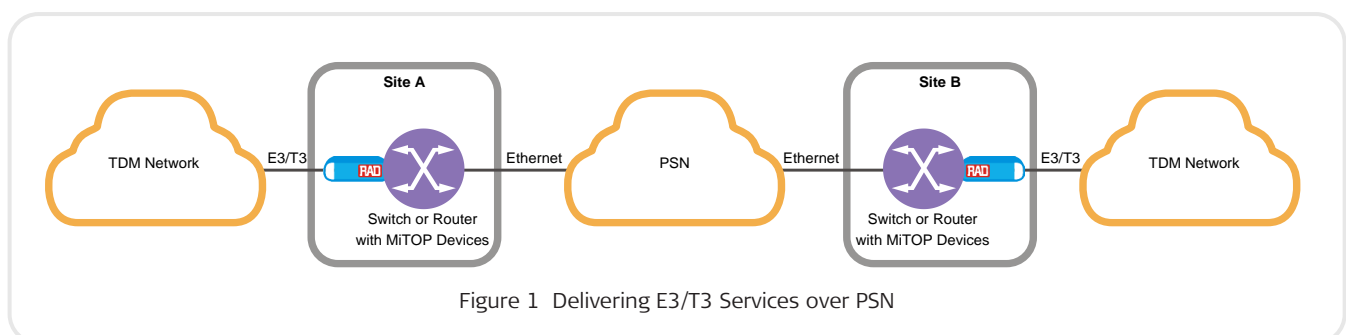 Site A
Site B
TDM Network
E3/T3
RAD
Ethernet
PSN
Ethernet
RAD
E3/T3
TDM Network
Switch or Router
with MiTOP Devices
Switch or Router
with MiTOP Devices
Figure 1 Delivering E3/T3 Services over PSN